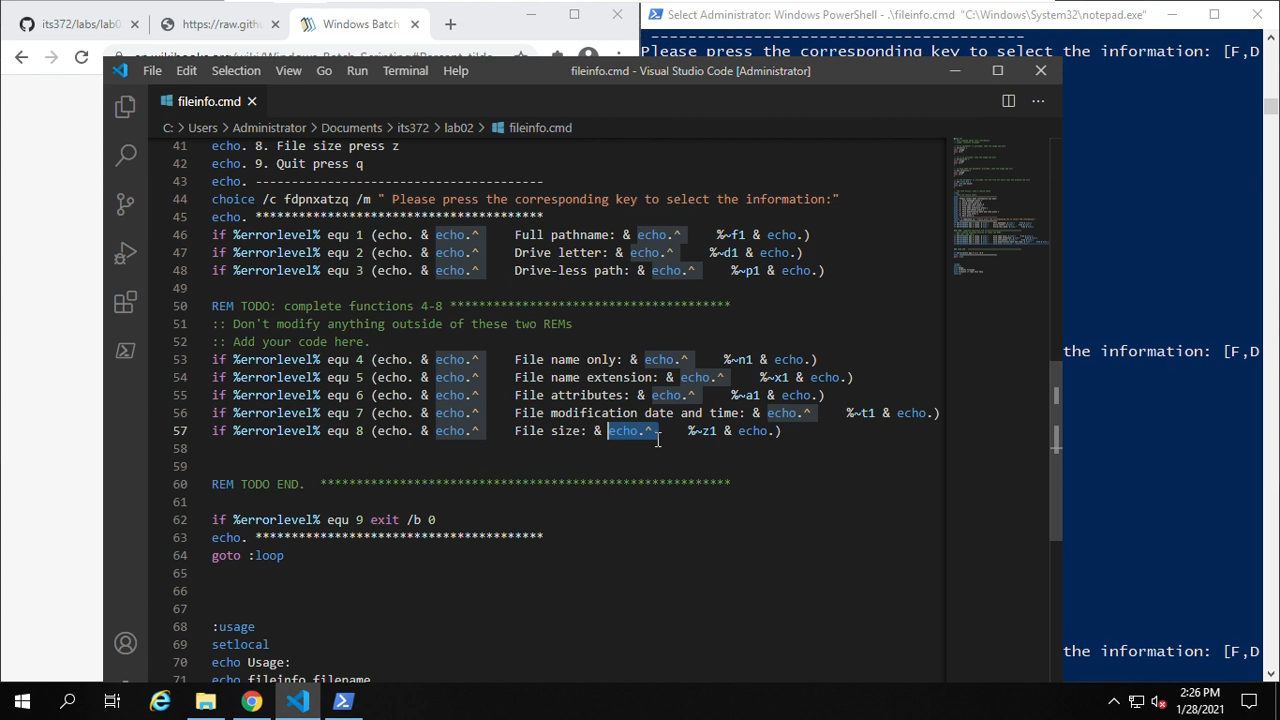 its372/labs/lab0
https://raw.gith
Windows Batch
Select Administrator: Windows PowerShell - .\fileinfo.cmd "C:\Windows\System32\notepad.exe"
Please press the corresponding key to select the information: [F,D
File Edit Selection View Go Run Terminal Help
fileinfo.cmd - Visual Studio Code [Administrator]
fileinfo.cmd
C: > Users > Administrator > Documents > its372 > lab02 > fileinfo.cmd
41 echo. 8. File size press z
42 echo. 9. Quit press q
43 echo. ---------------------------------------
44 choice /c fdpnxatzq /m " Please press the corresponding key to select the information:"
45 echo. ****************************************
46 if %errorlevel% equ 1 (echo. & echo.^ Full pathname: & echo.^ %~f1 & echo.)
47 if %errorlevel% equ 2 (echo. & echo.^ Drive letter: & echo.^ %~d1 & echo.)
48 if %errorlevel% equ 3 (echo. & echo.^ Drive-less path: & echo.^ %~p1 & echo.)
49
50 REM TODO: complete functions 4-8 ***************************************
51 :: Don't modify anything outside of these two REMs
52 :: Add your code here.
53 if %errorlevel% equ 4 (echo. & echo.^ File name only: & echo.^ %~n1 & echo.)
54 if %errorlevel% equ 5 (echo. & echo.^ File name extension: & echo.^ %~x1 & echo.)
55 if %errorlevel% equ 6 (echo. & echo.^ File attributes: & echo.^ %~a1 & echo.)
56 if %errorlevel% equ 7 (echo. & echo.^ File modification date and time: & echo.^ %~t1 & echo.)
57 if %errorlevel% equ 8 (echo. & echo.^ File size: & echo.^ %~z1 & echo.)
58
59
60 REM TODO END. *********************************************************
61
62 if %errorlevel% equ 9 exit /b 0
63 echo. ****************************************
64 goto :loop
65
66
67
68 :usage
69 setlocal
70 echo Usage:
71 echo fileinfo filename
the information: [F,D
the information: [F,D
2:26 PM
1/28/2021